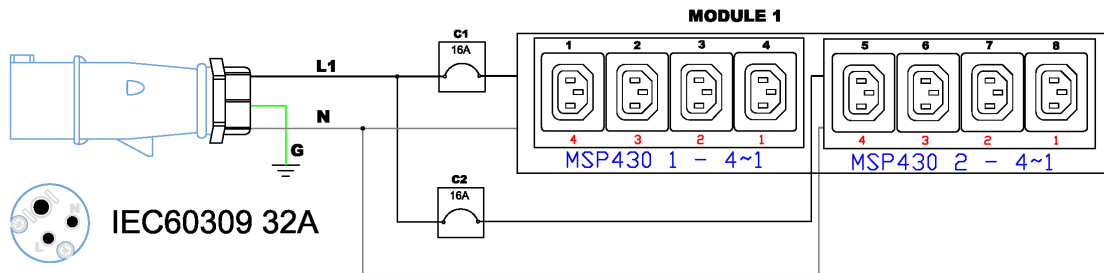 MODULE 1
C1
16A
1 2 3 4 5 6 7 8
L1
N
G
4 3 2 1 4 3 2 1
MSP430 1 - 4~1 MSP430 2 - 4~1
C2
16A
N
L
IEC60309 32A